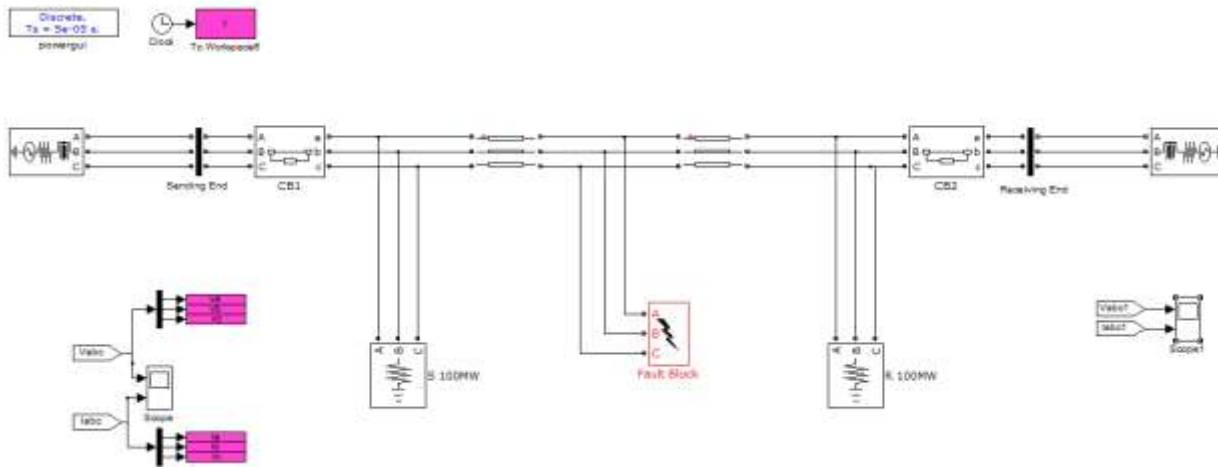 Discrete,
Ts = 5e-05 s.
powergui
Clock
To Workspace6
A
B
C
Sending End
A
B
C
a
b
c
CB1
A
B
C
a
b
c
CB2
Receiving End
A
B
C
A
B
C
Fault Block
A B C
S 100MW
A B C
R 100MW
Vabc
Iabc
Scope
Vabc1
Iabc1
Scope1